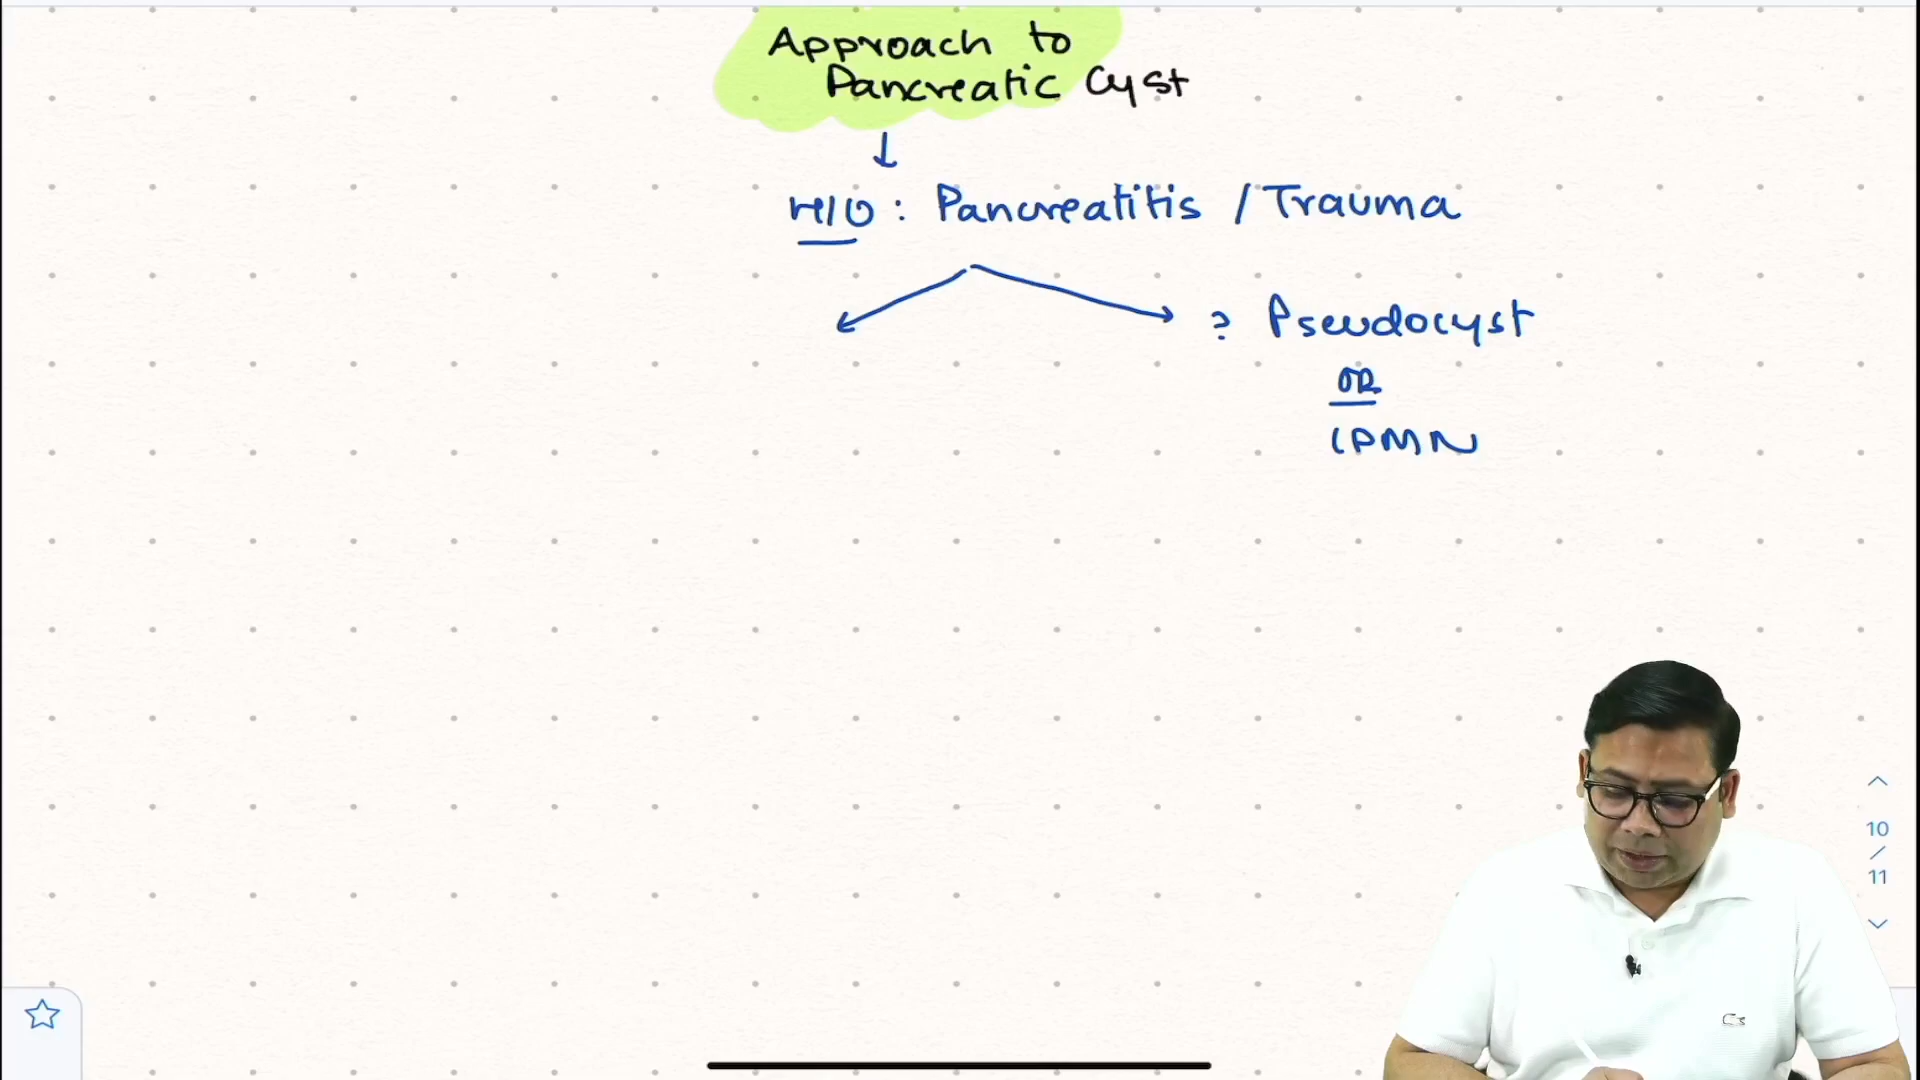 Approach to
Pancreatic Cyst
H/O : Pancreatitis / Trauma
? Pseudocyst
OR
IPMN
10
/
11